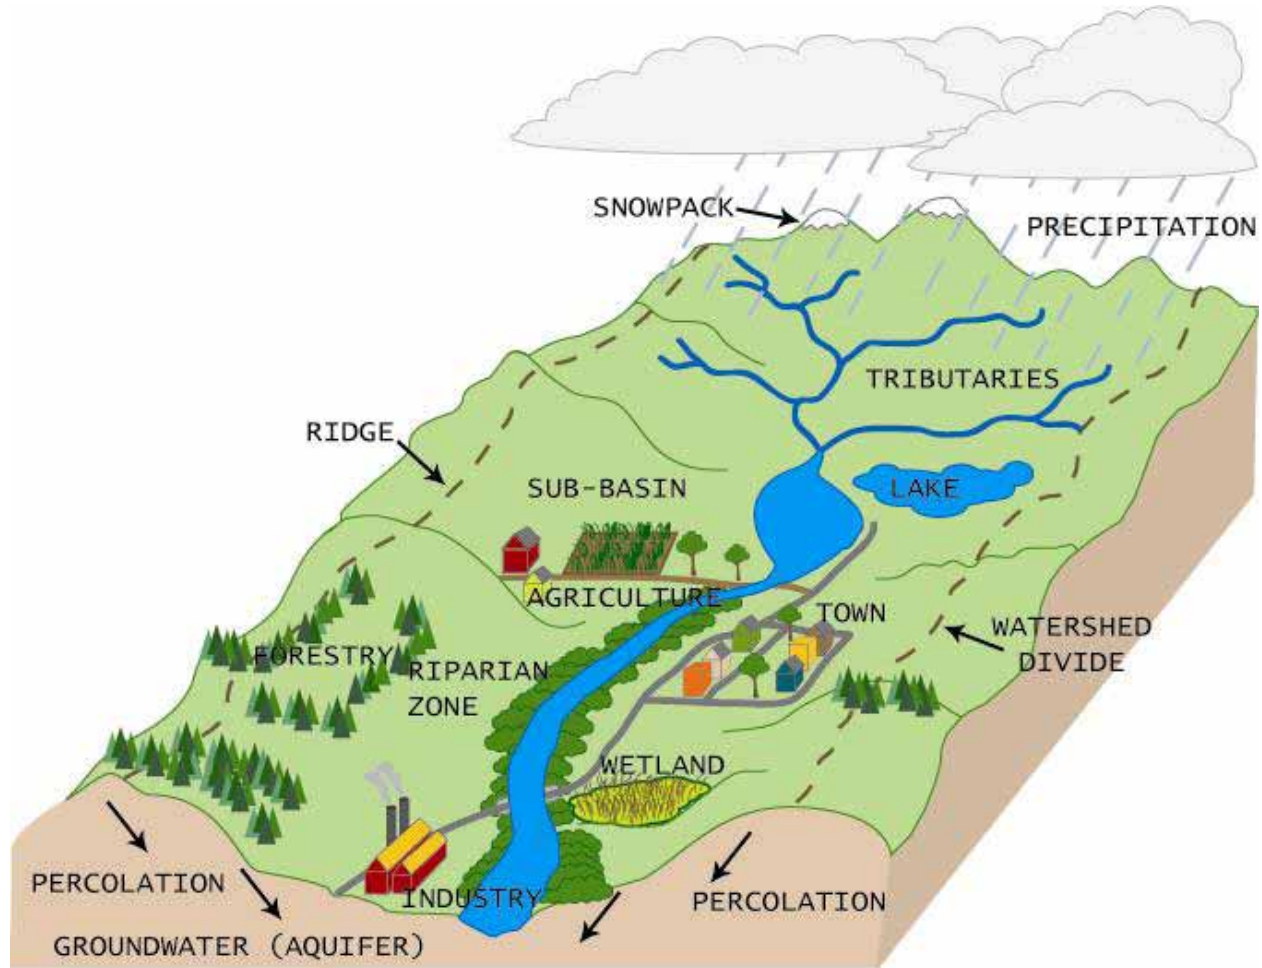 SNOWPACK
PRECIPITATION
TRIBUTARIES
RIDGE
SUB-BASIN
LAKE
AGRICULTURE
TOWN
WATERSHED
DIVIDE
FORESTRY
RIPARIAN
ZONE
WETLAND
PERCOLATION
INDUSTRY
PERCOLATION
GROUNDWATER (AQUIFER)